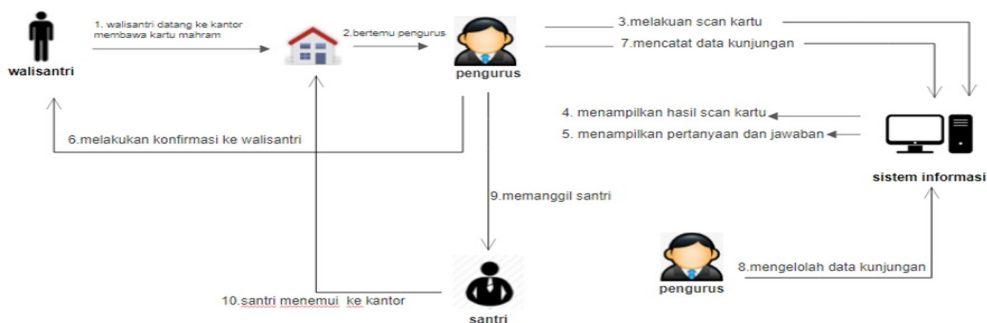 1. walisantri datang ke kantor
membawa kartu mahram
2.bertemu pengurus
3.melakuan scan kartu
7.mencatat data kunjungan
walisantri
pengurus
4. menampilkan hasil scan kartu
5. menampilkan pertanyaan dan jawaban
6.melakukan konfirmasi ke walisantri
sistem informasi
9.memanggil santri
8.mengelolah data kunjungan
pengurus
10.santri menemui ke kantor
santri